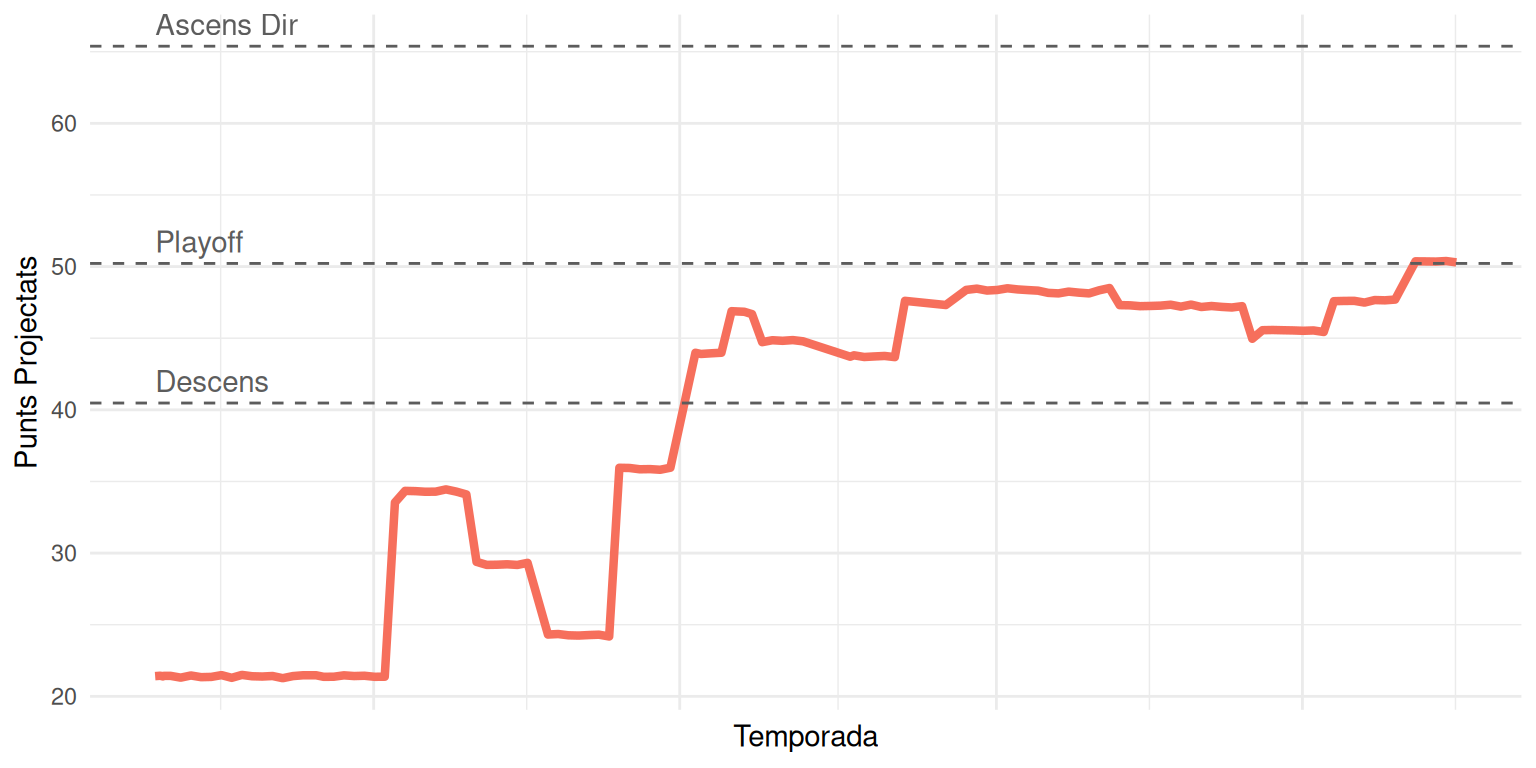 Ascens Dir
60
Playoff
50
Descens
40
30
20
Punts Projectats
Temporada